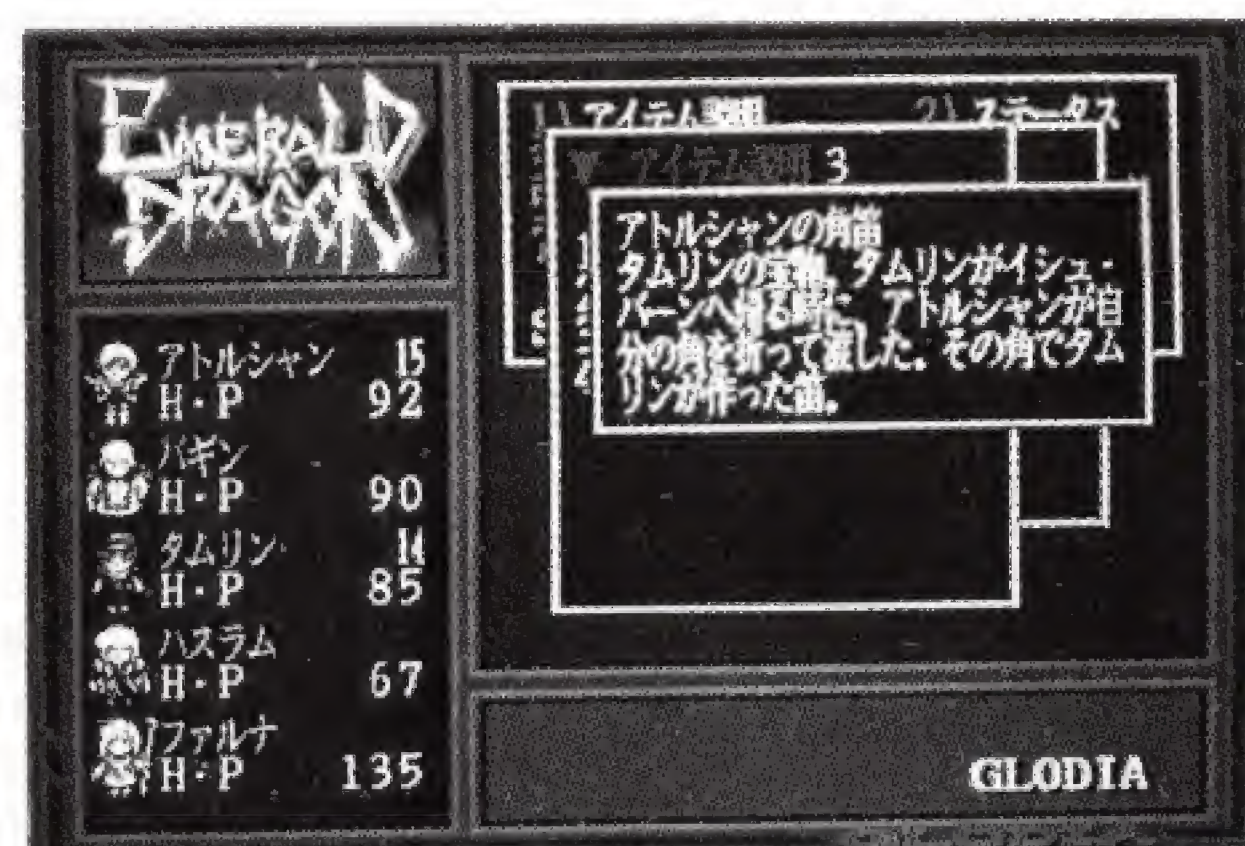 EMERALD
DRAGON
アトルシャン 15
H・P 92
バギン
H・P 90
タムリン 14
H・P 85
ハスラム
H・P 67
ファルナ
H・P 135
1) アイテム説明 2) ステータス
アイテム説明 3
アトルシャンの角笛
タムリンの宝物。タムリンがイシュ・
バーンへ帰る時に アトルシャンが自
分の角を折って渡した。その角でタム
リンが作った笛。
GLODIA